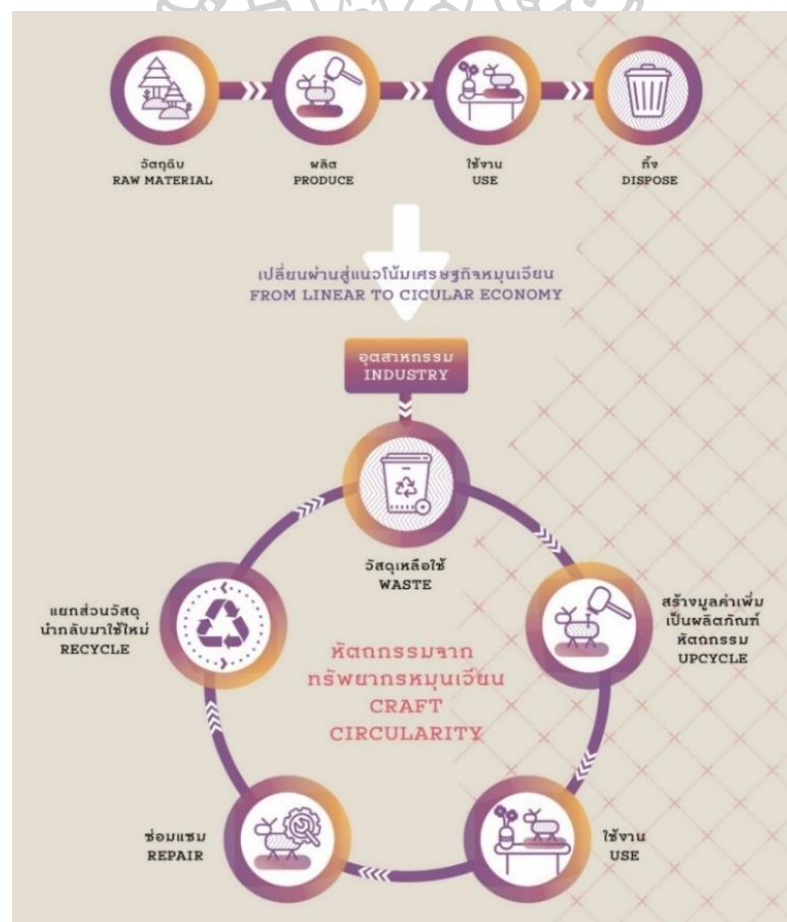 วัตถุดิบ
RAW MATERIAL
ผลิต
PRODUCE
ใช้งาน
USE
ทิ้ง
DISPOSE
เปลี่ยนผ่านสู่แนวโน้มเศรษฐกิจหมุนเวียน
FROM LINEAR TO CICULAR ECONOMY
อุตสาหกรรม
INDUSTRY
วัสดุเหลือใช้
WASTE
แยกส่วนวัสดุ
นำกลับมาใช้ใหม่
RECYCLE
สร้างมูลค่าเพิ่ม
เป็นผลิตภัณฑ์
หัตถกรรม
UPCYCLE
หัตถกรรมจาก
ทรัพยากรหมุนเวียน
CRAFT
CIRCULARITY
ซ่อมแซม
REPAIR
ใช้งาน
USE